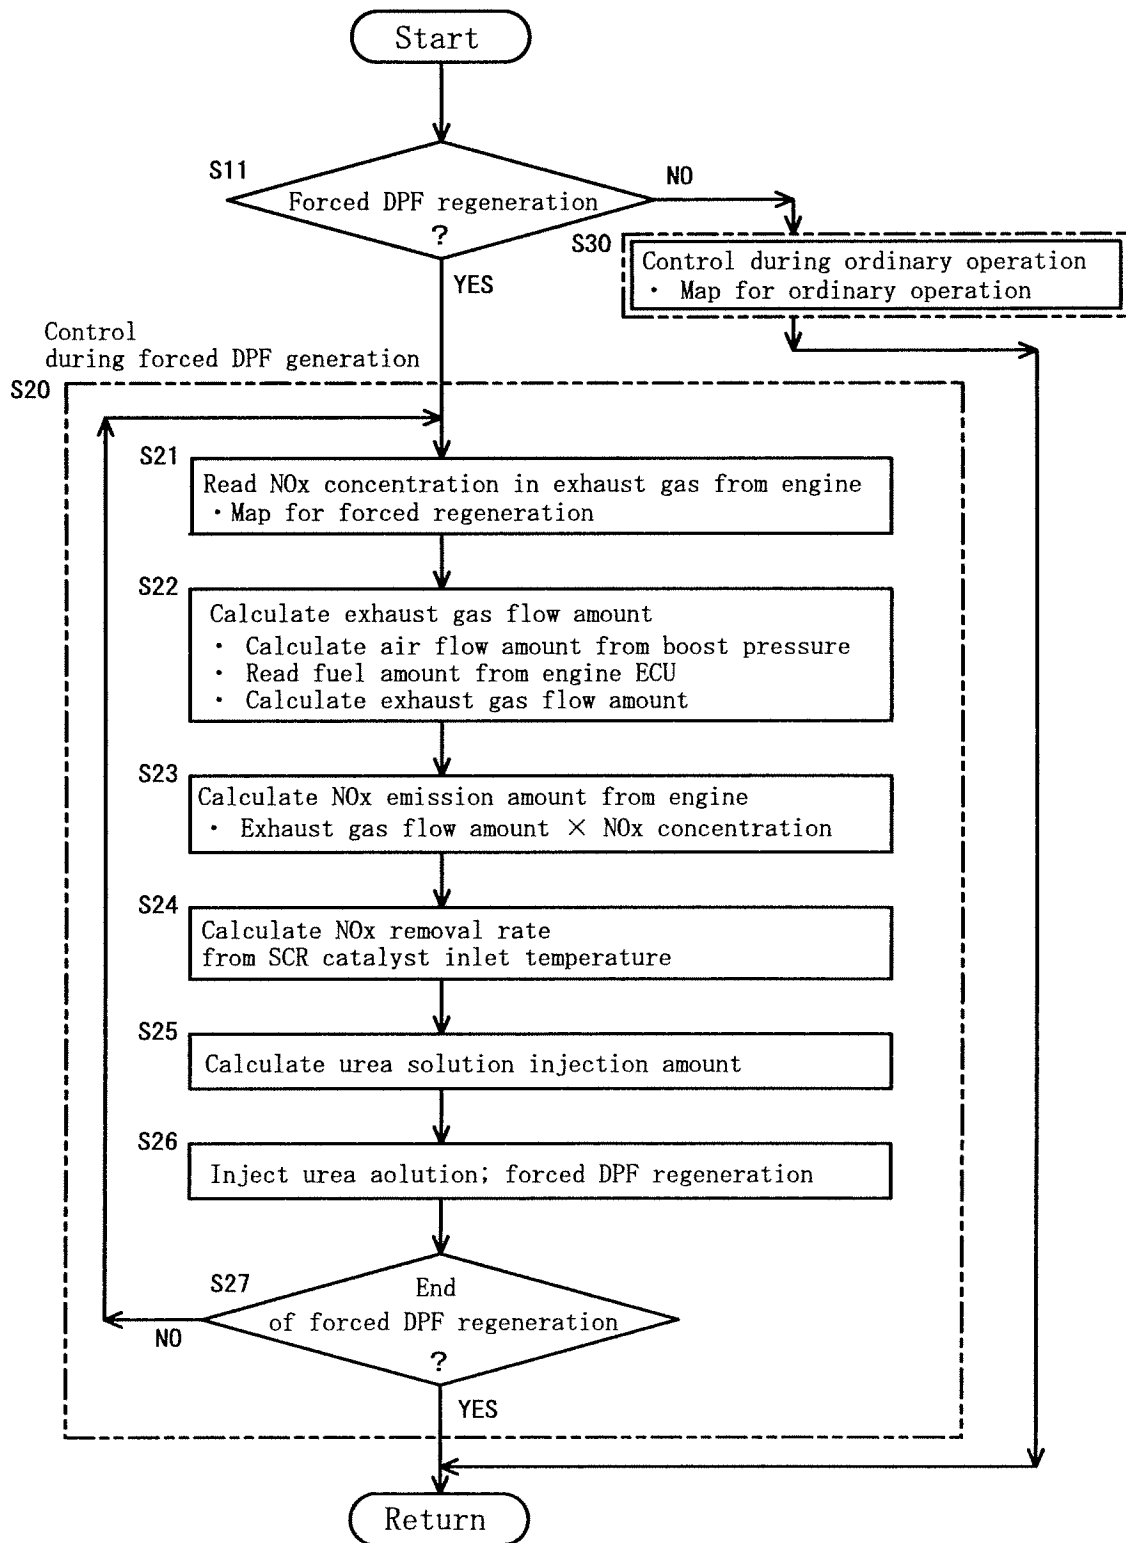 Start
S11
Forced DPF regeneration
?
NO
YES
S30
Control during ordinary operation
・ Map for ordinary operation
Control
during forced DPF generation
S20
S21
Read NOx concentration in exhaust gas from engine
・Map for forced regeneration
S22
Calculate exhaust gas flow amount
・ Calculate air flow amount from boost pressure
・ Read fuel amount from engine ECU
・ Calculate exhaust gas flow amount
S23
Calculate NOx emission amount from engine
・ Exhaust gas flow amount × NOx concentration
S24
Calculate NOx removal rate
from SCR catalyst inlet temperature
S25
Calculate urea solution injection amount
S26
Inject urea aolution; forced DPF regeneration
S27
End
of forced DPF regeneration
?
NO
YES
Return